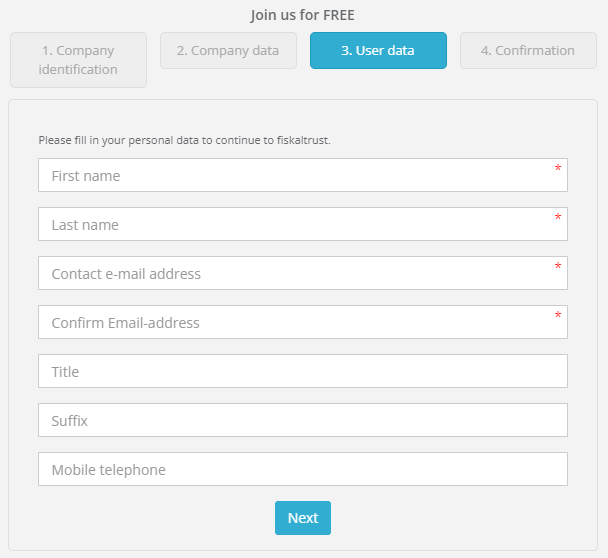 Join us for FREE
1. Company
identification
2. Company data
3. User data
4. Confirmation
Please fill in your personal data to continue to fiskaltrust.
First name *
Last name *
Contact e-mail address *
Confirm Email-address *
Title
Suffix
Mobile telephone
Next